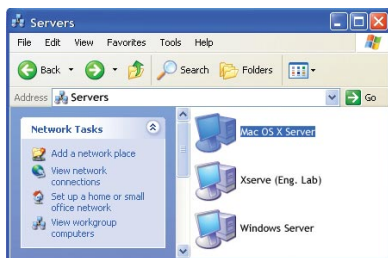 Servers
File Edit View Favorites Tools Help
Back Search Folders
Address Servers Go
Network Tasks
Add a network place
View network
connections
Set up a home or small
office network
View workgroup
computers
Mac OS X Server
Xserve (Eng. Lab)
Windows Server